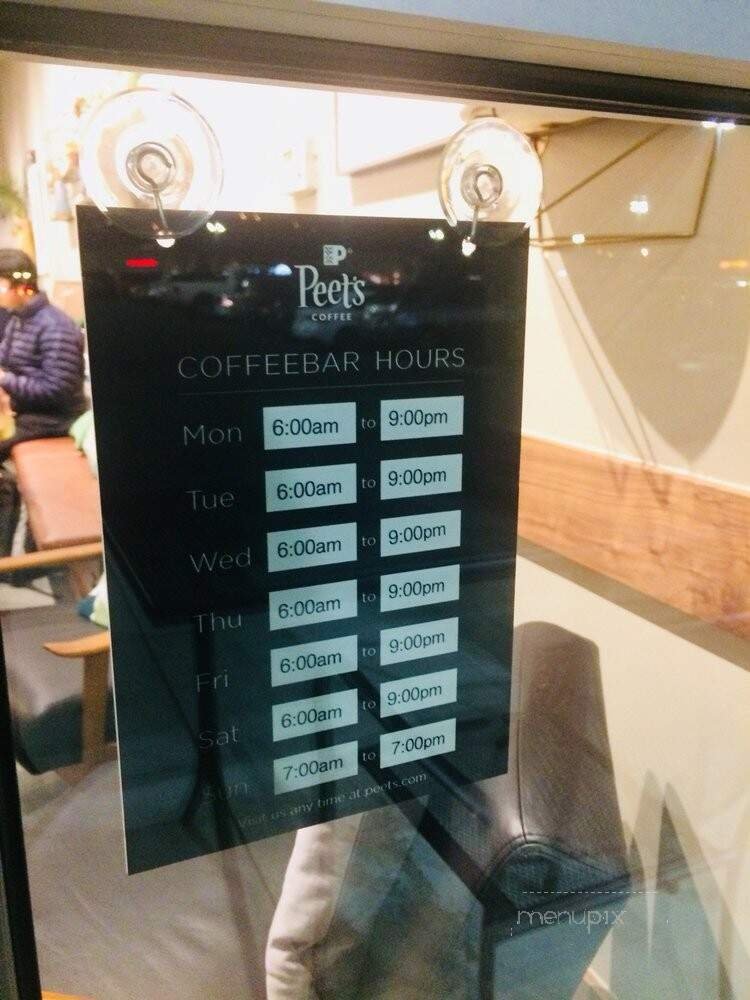 Peet's
COFFEE
COFFEEBAR HOURS
Mon 6:00am to 9:00pm
Tue 6:00am to 9:00pm
Wed 6:00am to 9:00pm
Thu 6:00am to 9:00pm
Fri 6:00am to 9:00pm
Sat 6:00am to 9:00pm
Sun 7:00am to 7:00pm
Visit us any time at peets.com
menupix